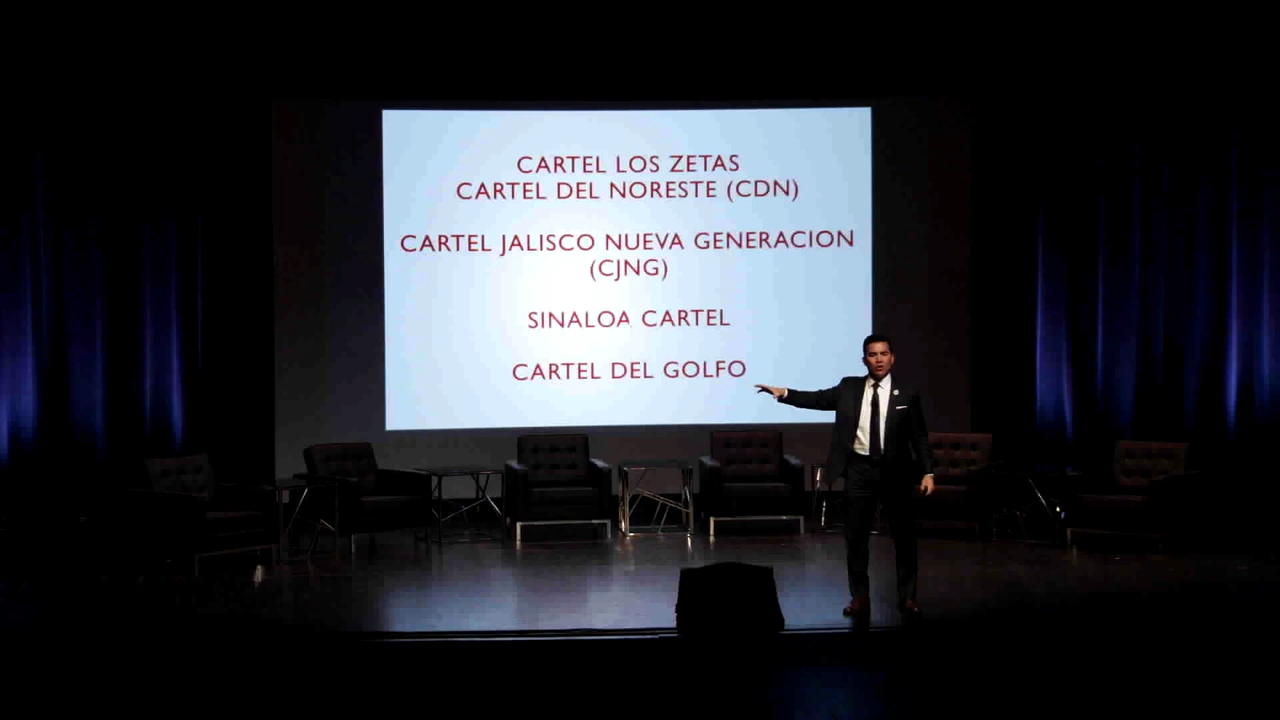 CARTEL LOS ZETAS
CARTEL DEL NORESTE (CDN)
CARTEL JALISCO NUEVA GENERACION
(CJNG)
SINALOA CARTEL
CARTEL DEL GOLFO